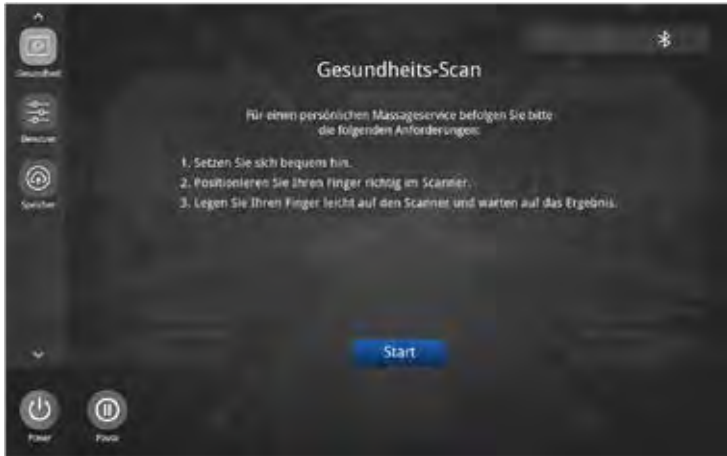 Gesundheits-Scan
Gesundheit
Für einen persönlichen Massageservice befolgen Sie bitte
die folgenden Anforderungen:
Benutzer
1. Setzen Sie sich bequem hin.
2. Positionieren Sie Ihren Finger richtig im Scanner.
3. Legen Sie Ihren Finger leicht auf den Scanner und warten auf das Ergebnis.
Speicher
Start
Power
Pause